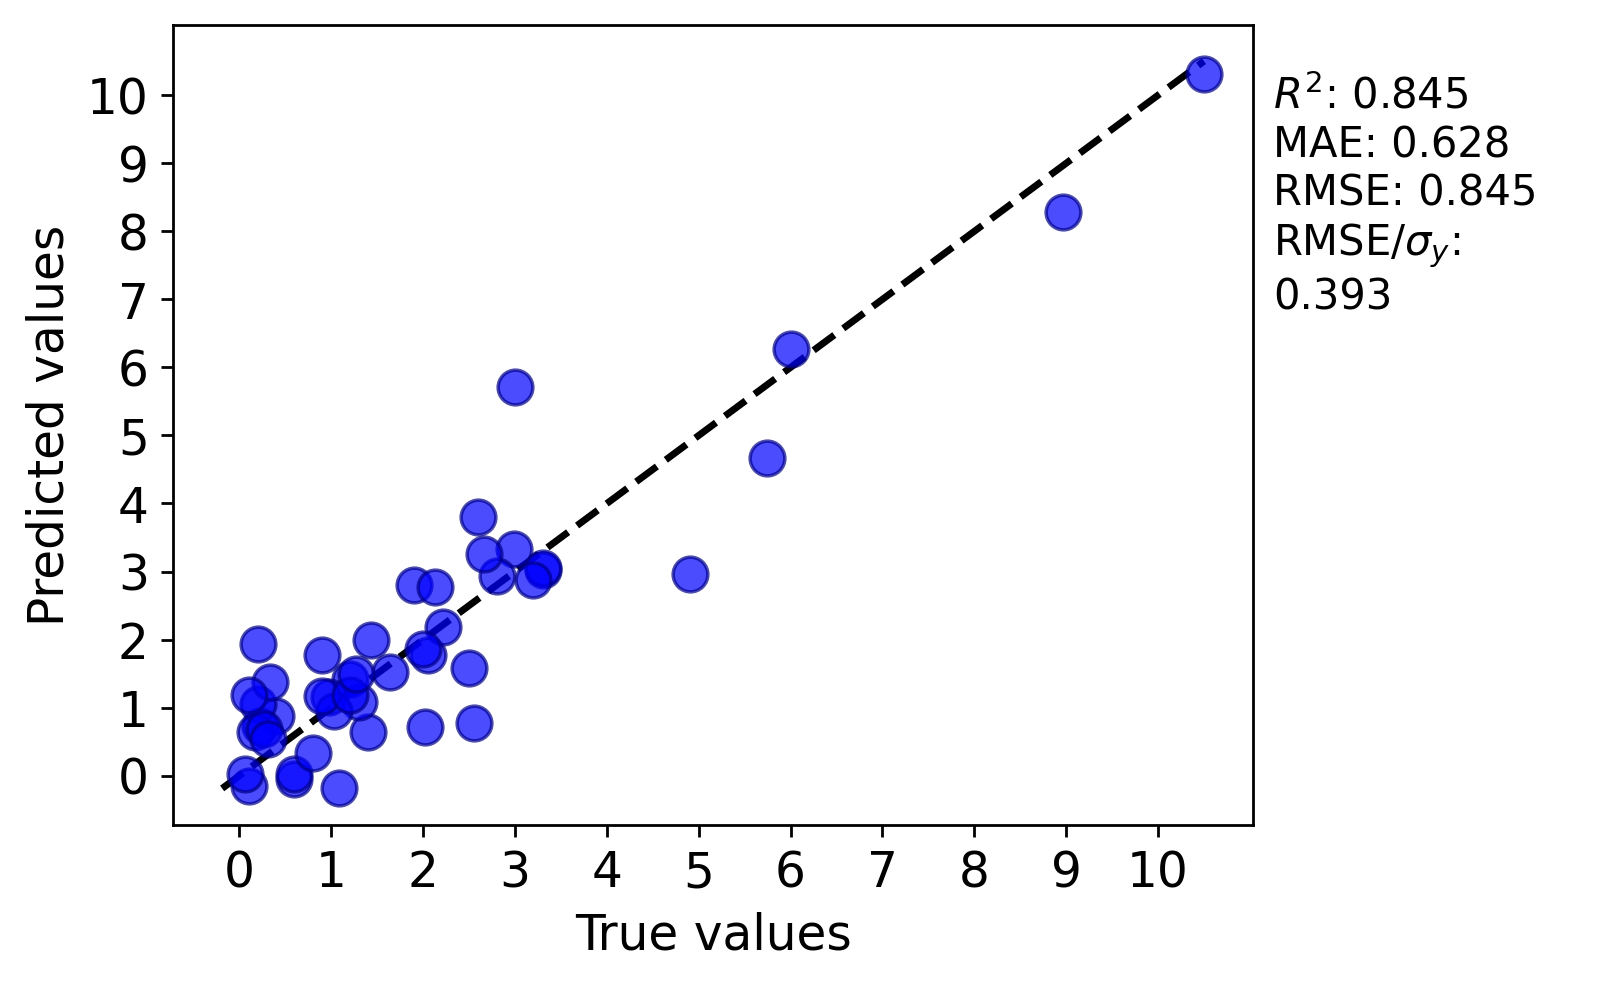 10
9
8
7
6
5
4
3
2
1
0
Predicted values
0 1 2 3 4 5 6 7 8 9 10
True values
R²: 0.845
MAE: 0.628
RMSE: 0.845
RMSE/σy:
0.393